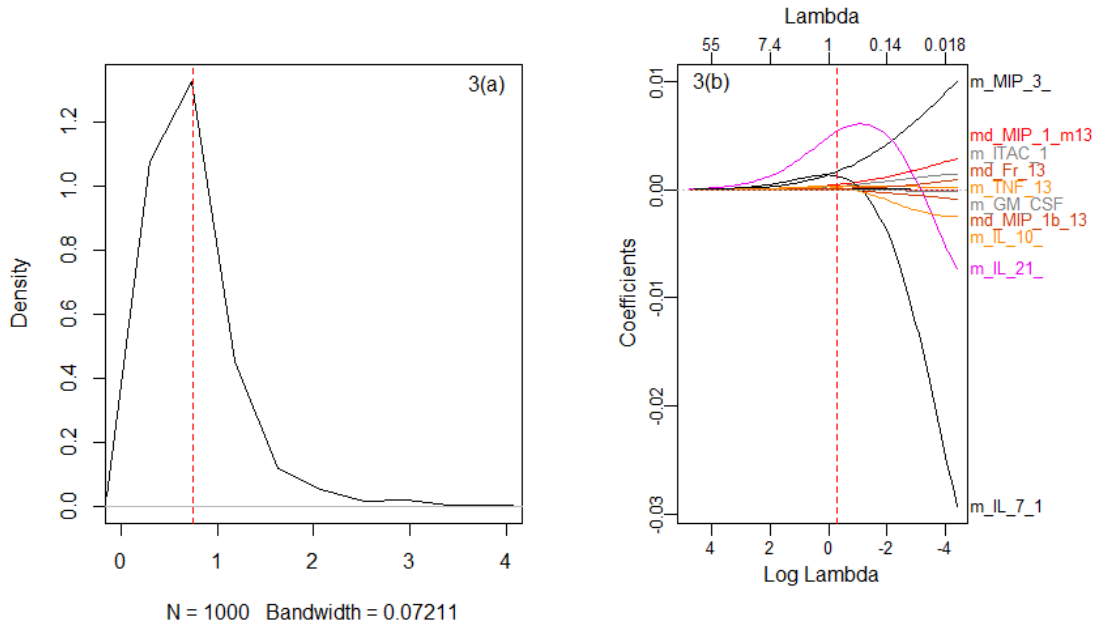 3(a)
Density
0.0 0.2 0.4 0.6 0.8 1.0 1.2
0 1 2 3 4
N = 1000 Bandwidth = 0.07211
Lambda
55 7.4 1 0.14 0.018
3(b)
Coefficients
0.01
0.00
-0.01
-0.02
-0.03
m_MIP_3_
md_MIP_1_m13
m_ITAC_1
md_Fr_13
m_TNF_13
m_GM_CSF
md_MIP_1b_13
m_IL_10_
m_IL_21_
m_IL_7_1
4 2 0 -2 -4
Log Lambda